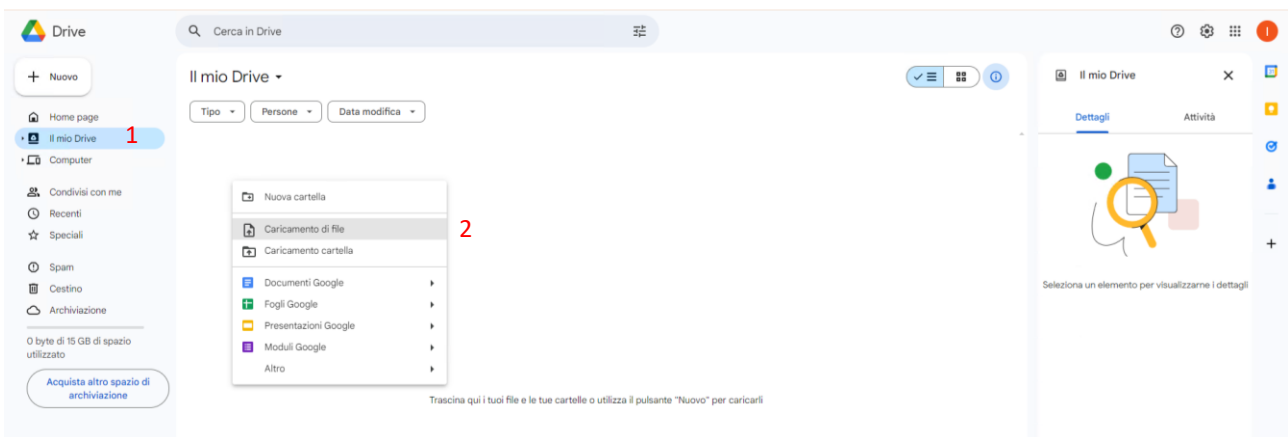 Drive
Cerca in Drive
Nuovo
Il mio Drive
Tipo
Persone
Data modifica
Home page
Il mio Drive
1
Computer
Condivisi con me
Recenti
Speciali
Spam
Cestino
Archiviazione
0 byte di 15 GB di spazio
utilizzato
Acquista altro spazio di
archiviazione
Nuova cartella
Caricamento di file
2
Caricamento cartella
Documenti Google
Fogli Google
Presentazioni Google
Moduli Google
Altro
Trascina qui i tuoi file e le tue cartelle o utilizza il pulsante "Nuovo" per caricarli
I
Il mio Drive
Dettagli
Attività
Seleziona un elemento per visualizzarne i dettagli